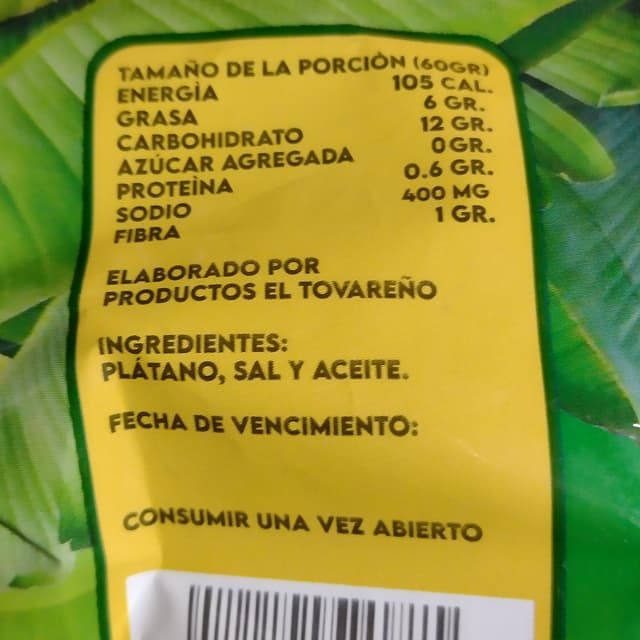 TAMAÑO DE LA PORCIÒN (60GR)
ENERGÌA 105 CAL.
GRASA 6 GR.
CARBOHIDRATO 12 GR.
AZÚCAR AGREGADA 0GR.
PROTEÌNA 0.6 GR.
SODIO 400 MG
FIBRA 1 GR.
ELABORADO POR
PRODUCTOS EL TOVAREÑO
INGREDIENTES:
PLÁTANO, SAL Y ACEITE.
FECHA DE VENCIMIENTO:
CONSUMIR UNA VEZ ABIERTO